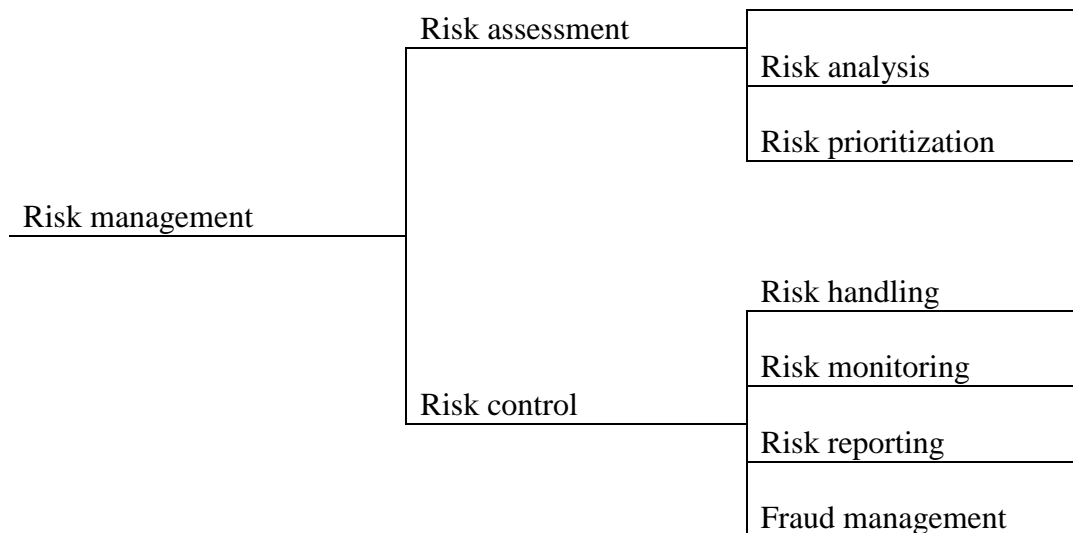 Risk assessment
Risk analysis
Risk prioritization
Risk management
Risk handling
Risk monitoring
Risk control
Risk reporting
Fraud management